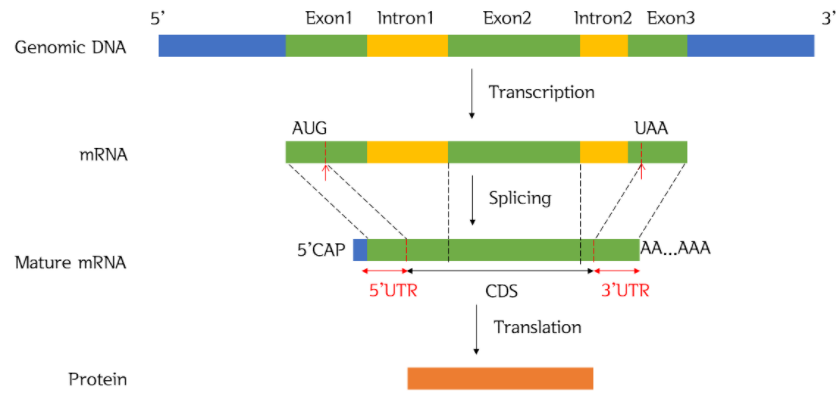 5’ 3’
Exon1 Intron1 Exon2 Intron2 Exon3
Genomic DNA
Transcription
AUG UAA
mRNA
Splicing
5’CAP AA...AAA
Mature mRNA
5’UTR CDS 3’UTR
Translation
Protein